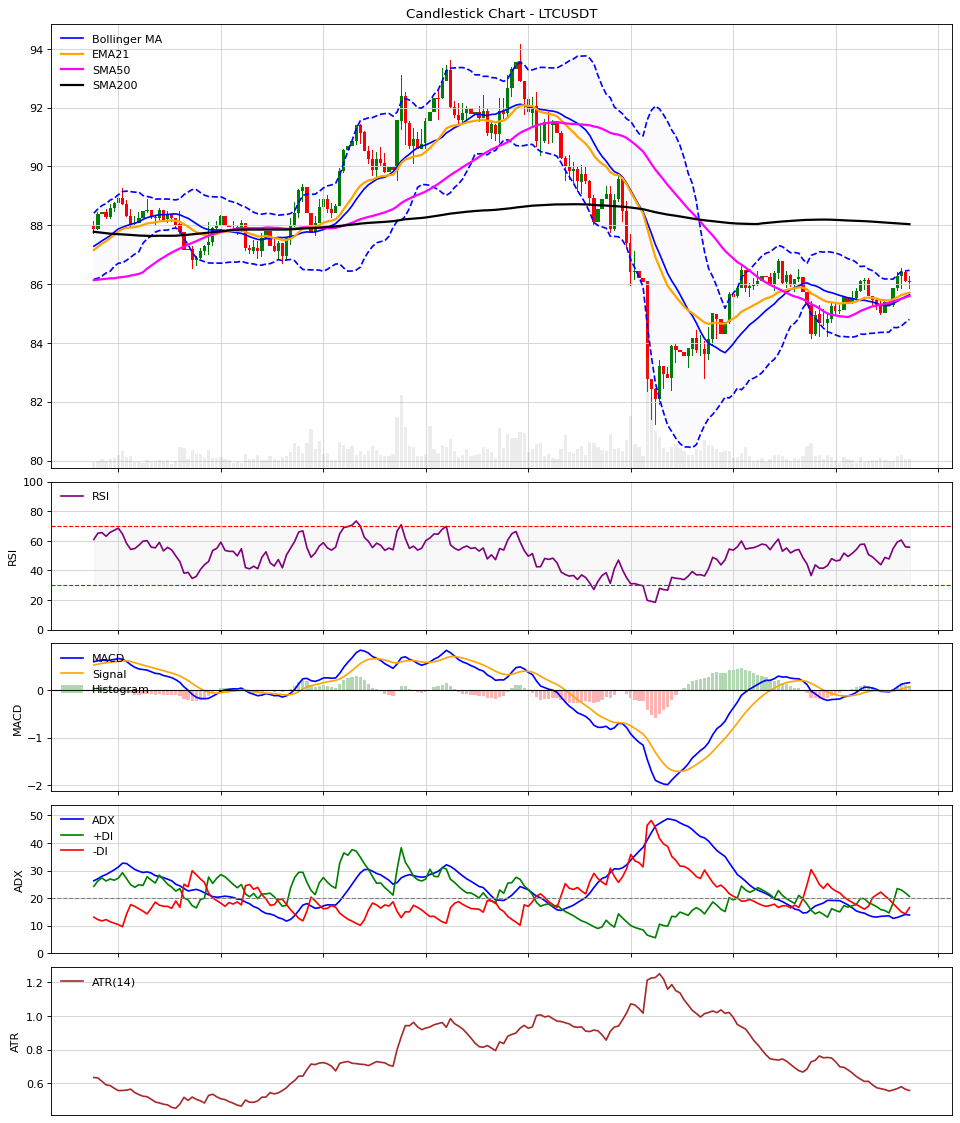 Candlestick Chart - LTCUSDT
Bollinger MA
EMA21
SMA50
SMA200
94
92
90
88
86
84
82
80
RSI
100
80
60
40
20
0
RSI
MACD
Signal
Histogram
0
−1
−2
MACD
ADX
+DI
-DI
50
40
30
20
10
0
ADX
ATR(14)
1.2
1.0
0.8
0.6
ATR